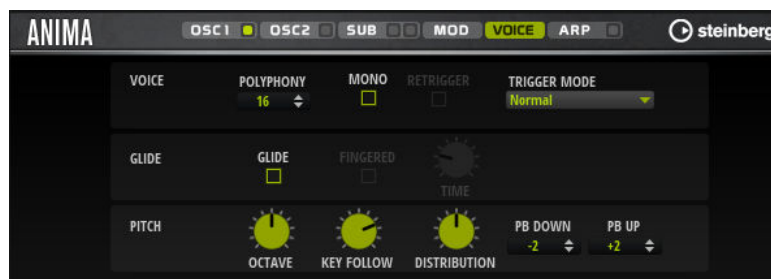 ANIMA OSC1 OSC2 SUB MOD VOICE ARP steinberg
VOICE POLYPHONY MONO RETRIGGER TRIGGER MODE
16 Normal
GLIDE GLIDE FINGERED
TIME
PITCH PB DOWN PB UP
-2 +2
OCTAVE KEY FOLLOW DISTRIBUTION